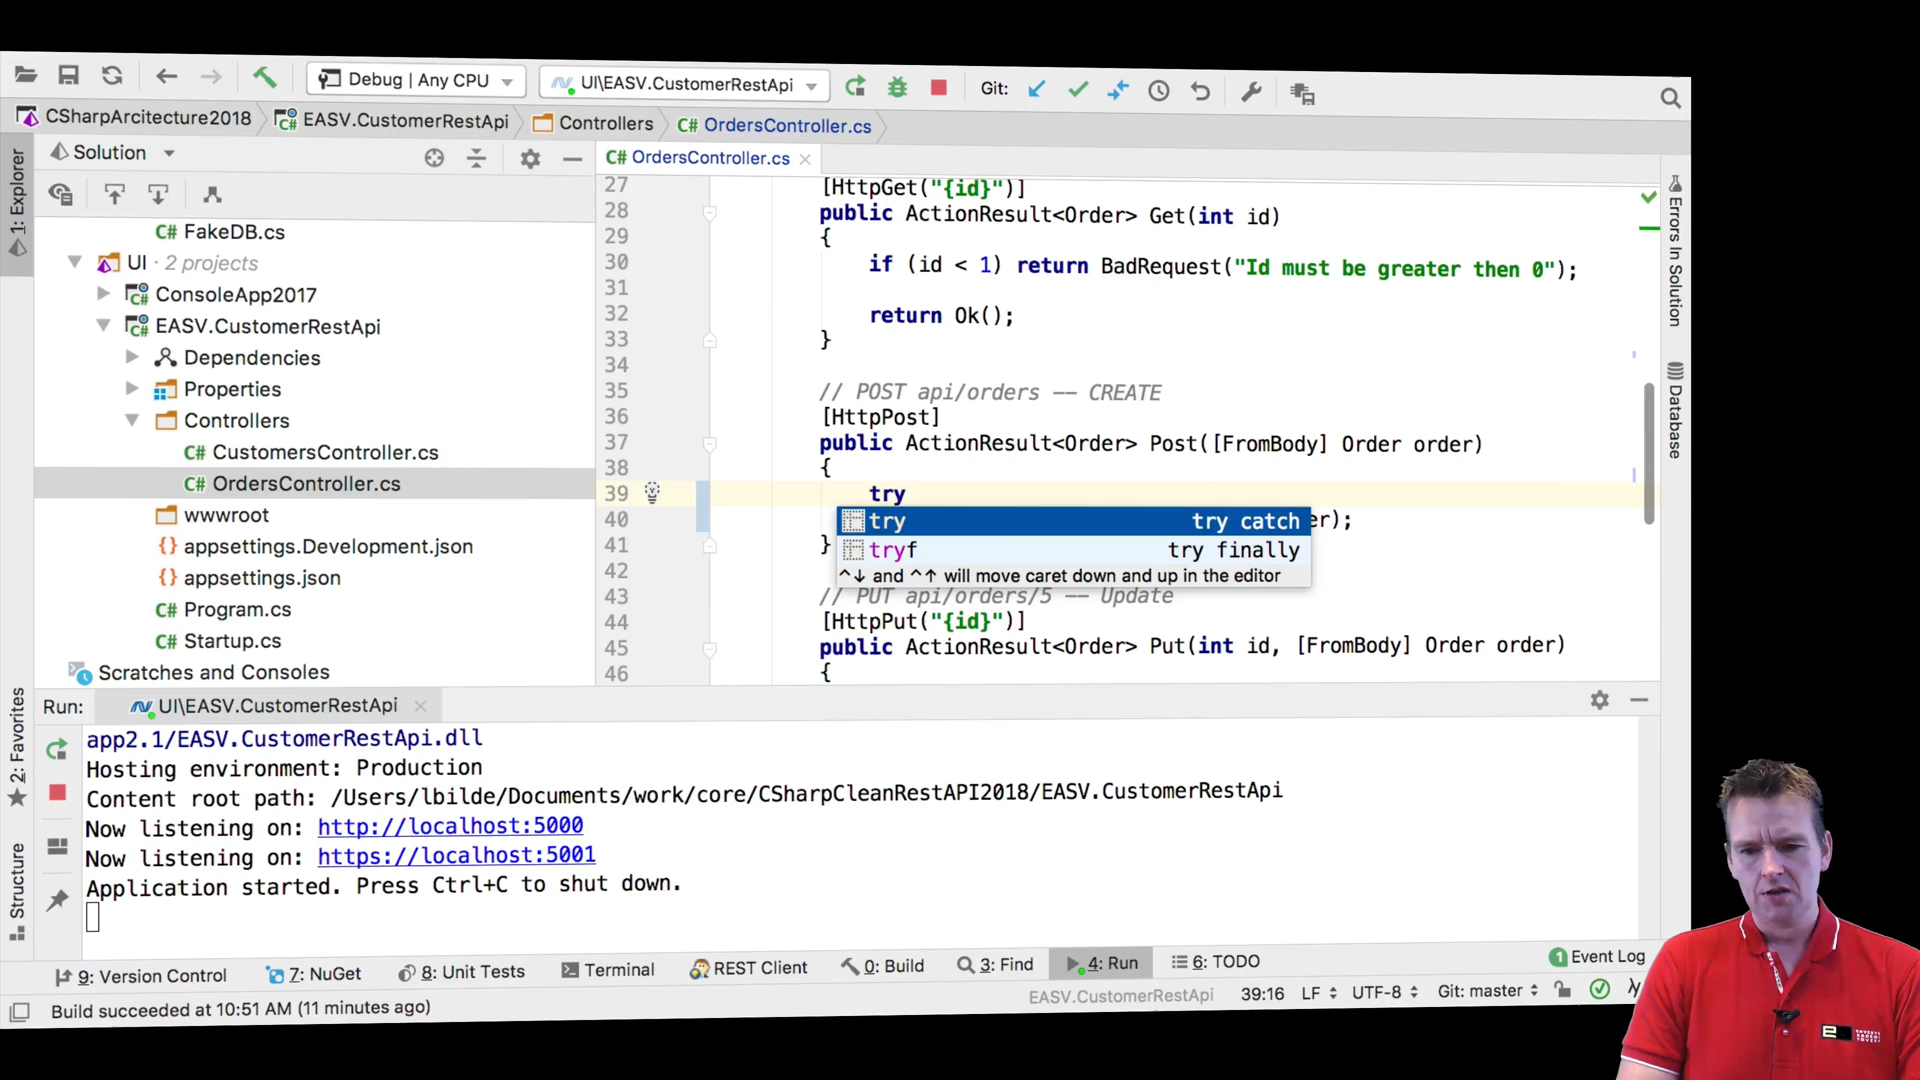 Debug | Any CPU
UI\EASV.CustomerRestApi
Git:
CSharpArcitecture2018
EASV.CustomerRestApi
Controllers
C# OrdersController.cs
1: Explorer
Solution
C# OrdersController.cs
C# FakeDB.cs
UI · 2 projects
ConsoleApp2017
EASV.CustomerRestApi
Dependencies
Properties
Controllers
C# CustomersController.cs
C# OrdersController.cs
wwwroot
{} appsettings.Development.json
{} appsettings.json
C# Program.cs
C# Startup.cs
Scratches and Consoles
27 [HttpGet("{id}")]
28 public ActionResult<Order> Get(int id)
29 {
30 if (id < 1) return BadRequest("Id must be greater then 0");
31
32 return Ok();
33 }
34
35 // POST api/orders -- CREATE
36 [HttpPost]
37 public ActionResult<Order> Post([FromBody] Order order)
38 {
39 try
40 er);
41 }
42
43 // PUT api/orders/5 -- Update
44 [HttpPut("{id}")]
45 public ActionResult<Order> Put(int id, [FromBody] Order order)
46 {
try try catch
tryf try finally
^↓ and ^↑ will move caret down and up in the editor
Errors In Solution
Database
2: Favorites
Structure
Run: UI\EASV.CustomerRestApi
app2.1/EASV.CustomerRestApi.dll
Hosting environment: Production
Content root path: /Users/lbilde/Documents/work/core/CSharpCleanRestAPI2018/EASV.CustomerRestApi
Now listening on: http://localhost:5000
Now listening on: https://localhost:5001
Application started. Press Ctrl+C to shut down.
9: Version Control
7: NuGet
8: Unit Tests
Terminal
REST Client
0: Build
3: Find
4: Run
6: TODO
1 Event Log
Build succeeded at 10:51 AM (11 minutes ago)
EASV.CustomerRestApi
39:16
LF
UTF-8
Git: master